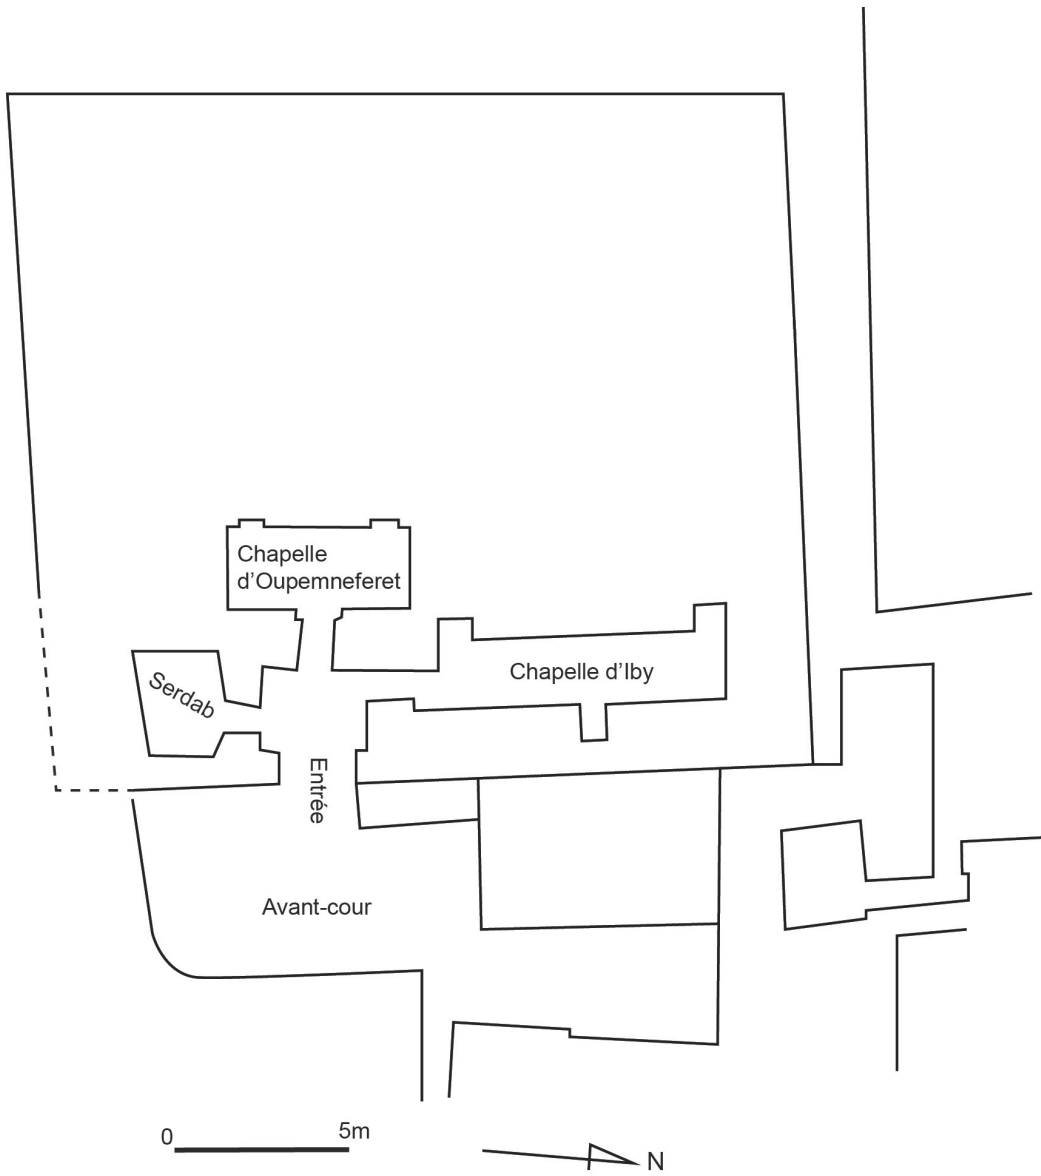 Chapelle
d'Oupemneferet
Serdab
Chapelle d'Iby
Entrée
Avant-cour
0
5m
N